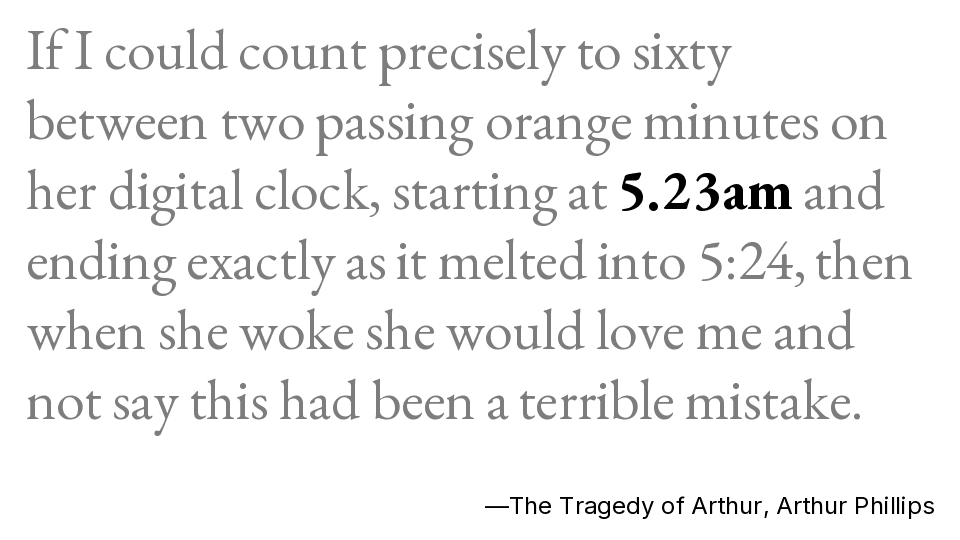 If I could count precisely to sixty
between two passing orange minutes on
her digital clock, starting at 5.23am and
ending exactly as it melted into 5:24, then
when she woke she would love me and
not say this had been a terrible mistake.
—The Tragedy of Arthur, Arthur Phillips